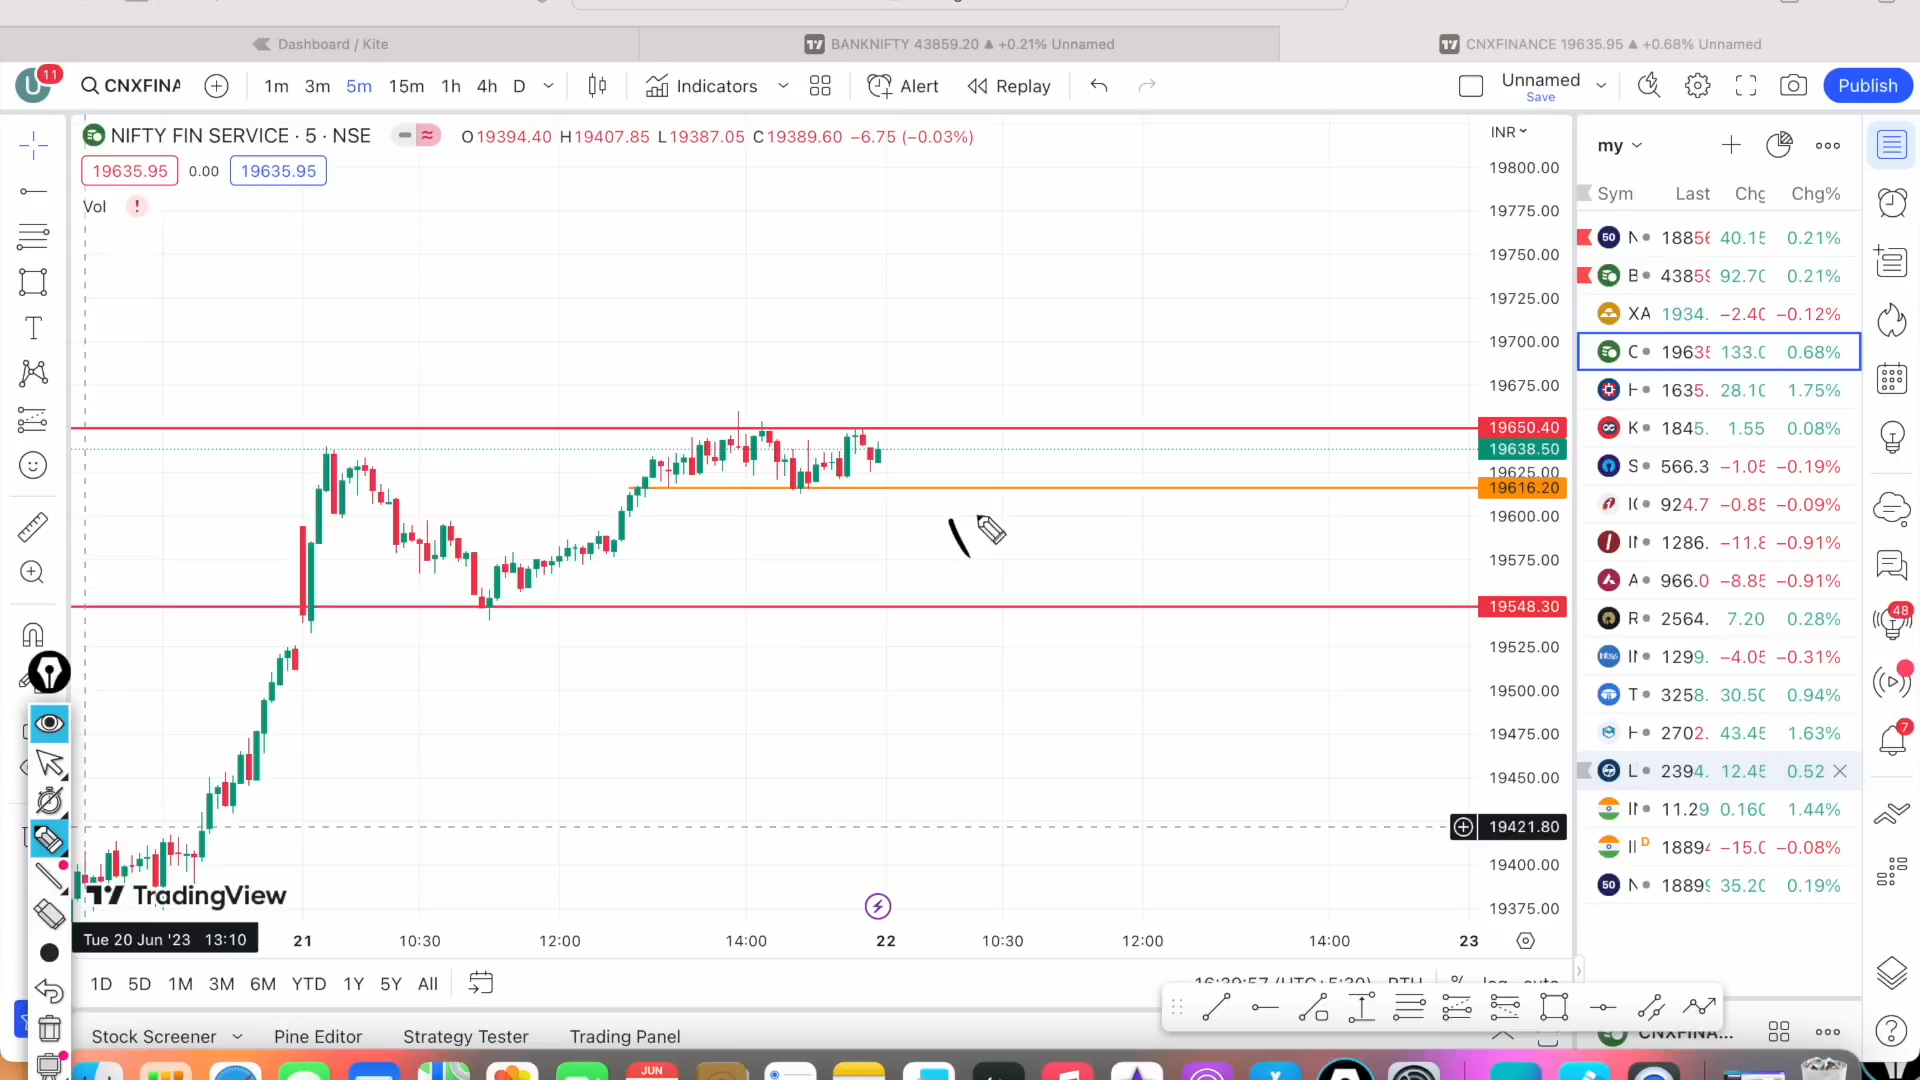 Dashboard / Kite
BANKNIFTY 43859.20 ▲ +0.21% Unnamed
CNXFINANCE 19635.95 ▲ +0.68% Unnamed
U 11
CNXFINA
1m 3m 5m 15m 1h 4h D
Indicators
Alert
Replay
Unnamed
Save
Publish
NIFTY FIN SERVICE · 5 · NSE
O19394.40 H19407.85 L19387.05 C19389.60 −6.75 (−0.03%)
19635.95 0.00 19635.95
Vol !
INR
19800.00
19775.00
19750.00
19725.00
19700.00
19675.00
19650.40
19638.50
19625.00
19616.20
19600.00
19575.00
19548.30
19525.00
19500.00
19475.00
19450.00
19421.80
19400.00
19375.00
TradingView
Tue 20 Jun '23 13:10
21 10:30 12:00 14:00 22 10:30 12:00 14:00 23
1D 5D 1M 3M 6M YTD 1Y 5Y All
Stock Screener Pine Editor Strategy Tester Trading Panel
my
Sym Last Chg Chg%
50 40.15 0.21%
B 43859 92.70 0.21%
XA 1934. −2.40 −0.12%
133.0 0.68%
1635. 28.10 1.75%
K 1845. 1.55 0.08%
S 566.3 −1.05 −0.19%
924.7 −0.85 −0.09%
1286. −11.8 −0.91%
A 966.0 −8.85 −0.91%
R 2564. 7.20 0.28%
1299. −4.05 −0.31%
T 3258. 30.50 0.94%
2702. 43.45 1.63%
L 2394. 12.45 0.52
11.29 0.160 1.44%
D 18894 −15.0 −0.08%
50 35.20 0.19%
48
7
JUN